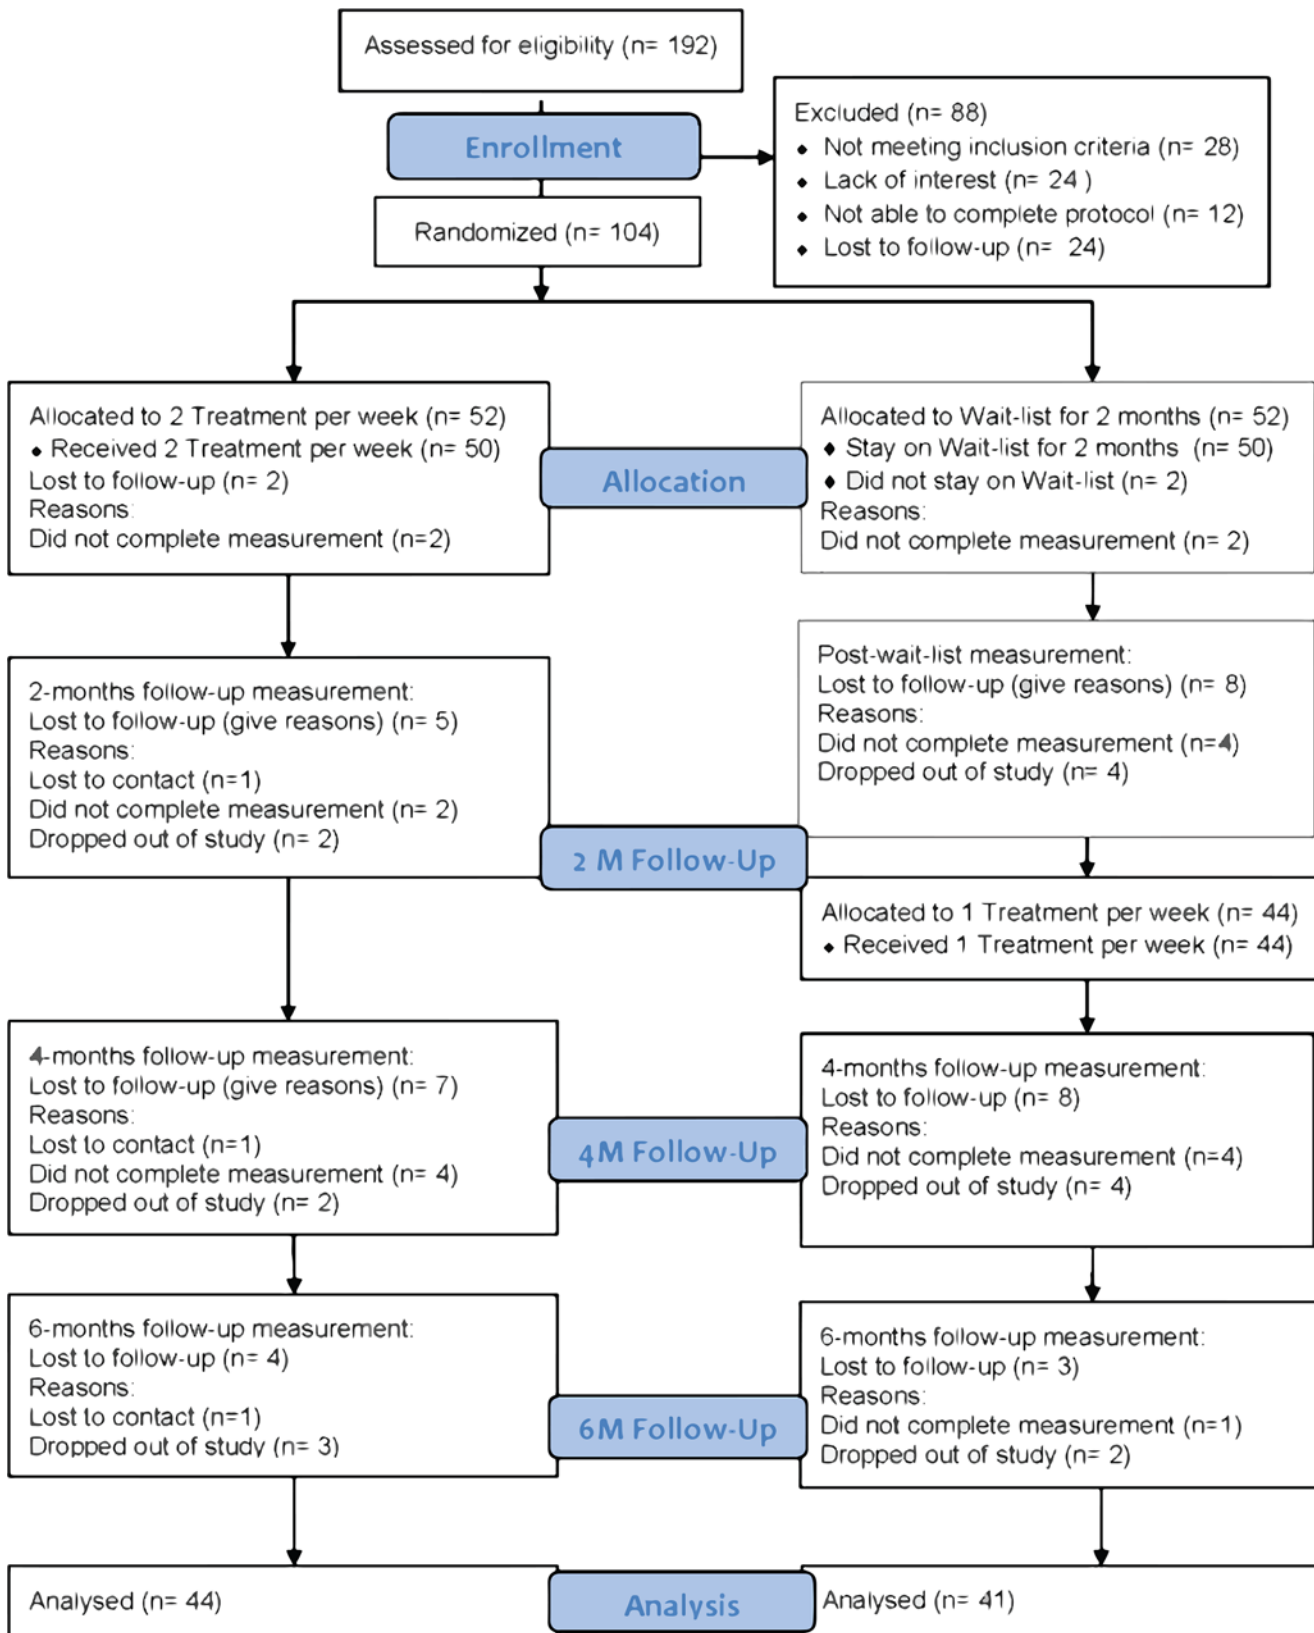 Assessed for eligibility (n= 192)
Enrollment
Excluded (n= 88)
⬥ Not meeting inclusion criteria (n= 28)
⬥ Lack of interest (n= 24 )
⬥ Not able to complete protocol (n= 12)
⬥ Lost to follow-up (n= 24)
Randomized (n= 104)
Allocated to 2 Treatment per week (n= 52)
⬥ Received 2 Treatment per week (n= 50)
Lost to follow-up (n= 2)
Reasons:
Did not complete measurement (n=2)
Allocation
Allocated to Wait-list for 2 months (n= 52)
⬥ Stay on Wait-list for 2 months (n= 50)
⬥ Did not stay on Wait-list (n= 2)
Reasons:
Did not complete measurement (n= 2)
2-months follow-up measurement:
Lost to follow-up (give reasons) (n= 5)
Reasons:
Lost to contact (n=1)
Did not complete measurement (n= 2)
Dropped out of study (n= 2)
2 M Follow-Up
Post-wait-list measurement:
Lost to follow-up (give reasons) (n= 8)
Reasons:
Did not complete measurement (n=4)
Dropped out of study (n= 4)
Allocated to 1 Treatment per week (n= 44)
⬥ Received 1 Treatment per week (n= 44)
4-months follow-up measurement:
Lost to follow-up (give reasons) (n= 7)
Reasons:
Lost to contact (n=1)
Did not complete measurement (n= 4)
Dropped out of study (n= 2)
4M Follow-Up
4-months follow-up measurement:
Lost to follow-up (n= 8)
Reasons:
Did not complete measurement (n=4)
Dropped out of study (n= 4)
6-months follow-up measurement:
Lost to follow-up (n= 4)
Reasons:
Lost to contact (n=1)
Dropped out of study (n= 3)
6M Follow-Up
6-months follow-up measurement:
Lost to follow-up (n= 3)
Reasons:
Did not complete measurement (n=1)
Dropped out of study (n= 2)
Analysed (n= 44)
Analysis
Analysed (n= 41)